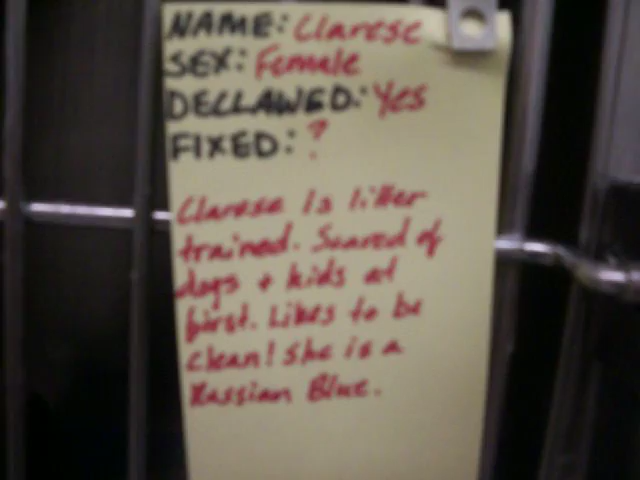 NAME: Clarese
SEX: Female
DECLAWED: Yes
FIXED: ?
Clarese is litter
trained. Scared of
dogs + kids at
first. Likes to be
clean! She is a
Russian Blue.